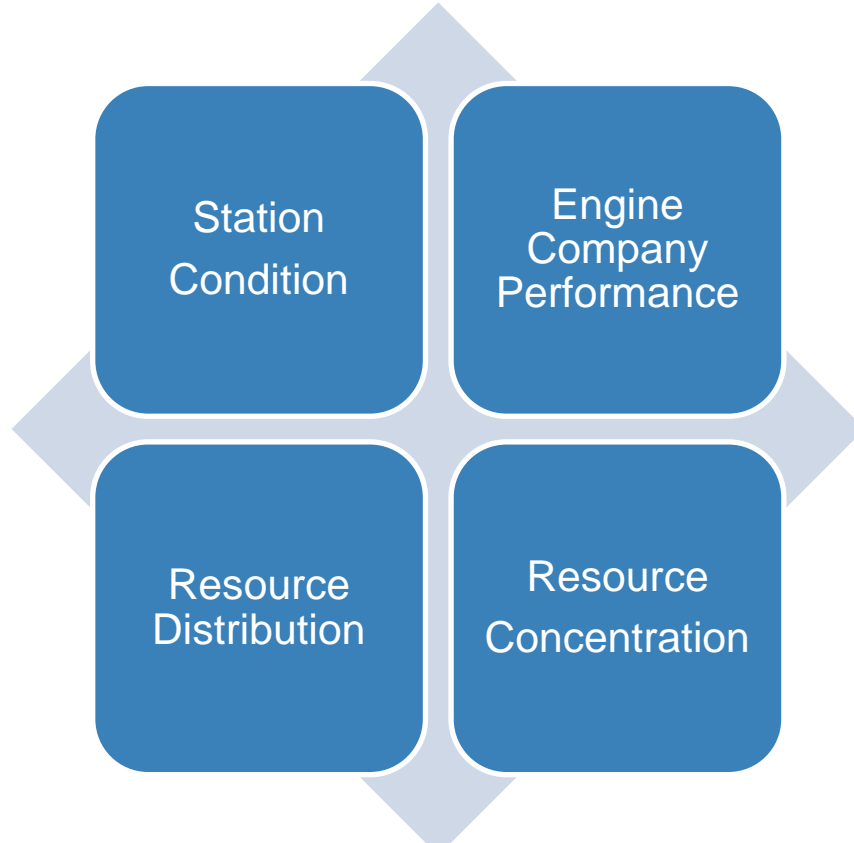 Station
Condition
Engine
Company
Performance
Resource
Distribution
Resource
Concentration